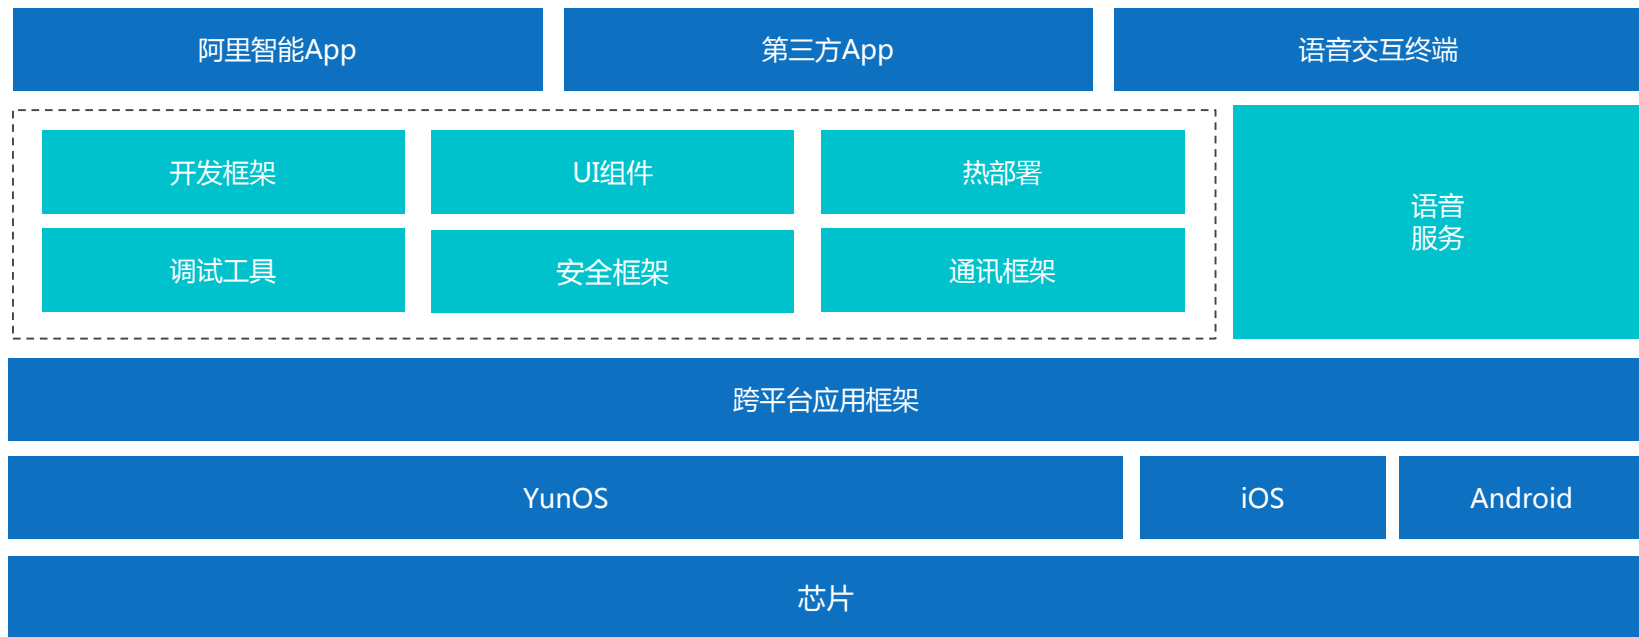 阿里智能App
第三方App
语音交互终端
开发框架
UI组件
热部署
语音
服务
调试工具
安全框架
通讯框架
跨平台应用框架
YunOS
iOS
Android
芯片